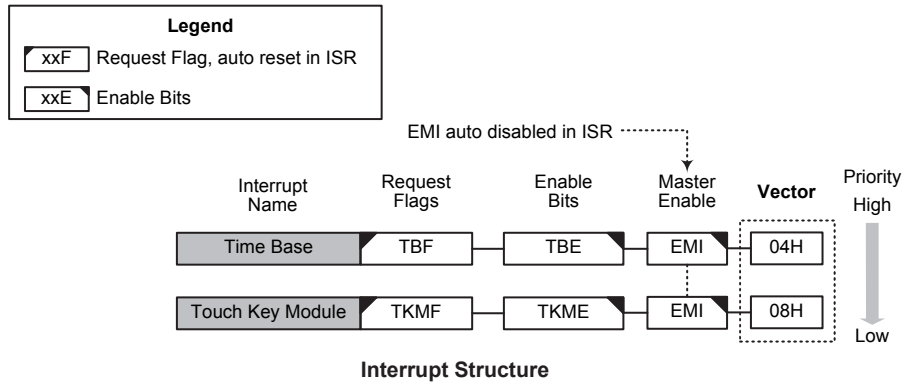 Legend
xxF Request Flag, auto reset in ISR
xxE Enable Bits
EMI auto disabled in ISR
Interrupt
Name
Request
Flags
Enable
Bits
Master
Enable
Vector
Priority
High
Time Base TBF TBE EMI 04H
Touch Key Module TKMF TKME EMI 08H
Low
Interrupt Structure